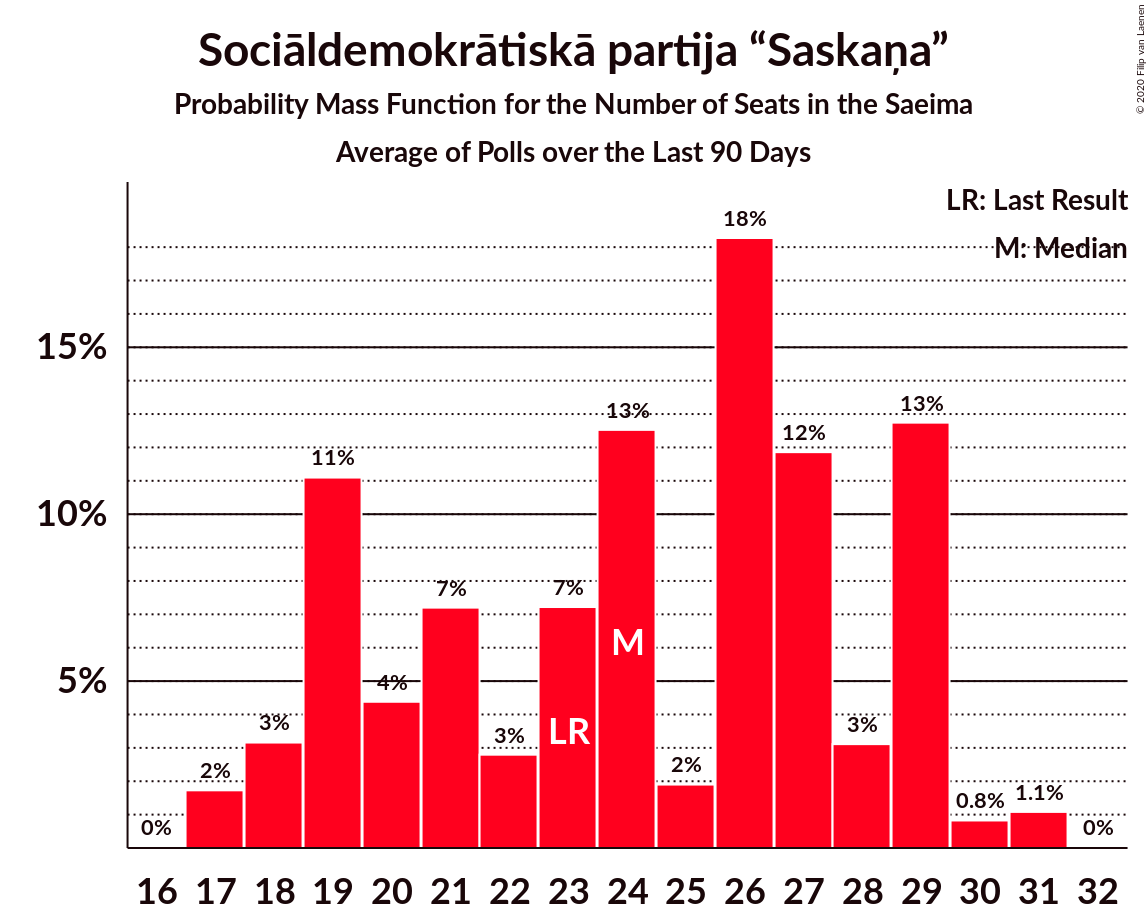 Sociāldemokrātiskā partija “Saskaņa”
Probability Mass Function for the Number of Seats in the Saeima
Average of Polls over the Last 90 Days
© 2020 Filip van Laenen
LR: Last Result
M: Median
15%
10%
5%
0%
2%
3%
11%
4%
7%
3%
7%
13%
2%
18%
12%
3%
13%
0.8%
1.1%
0%
LR
M
16 17 18 19 20 21 22 23 24 25 26 27 28 29 30 31 32